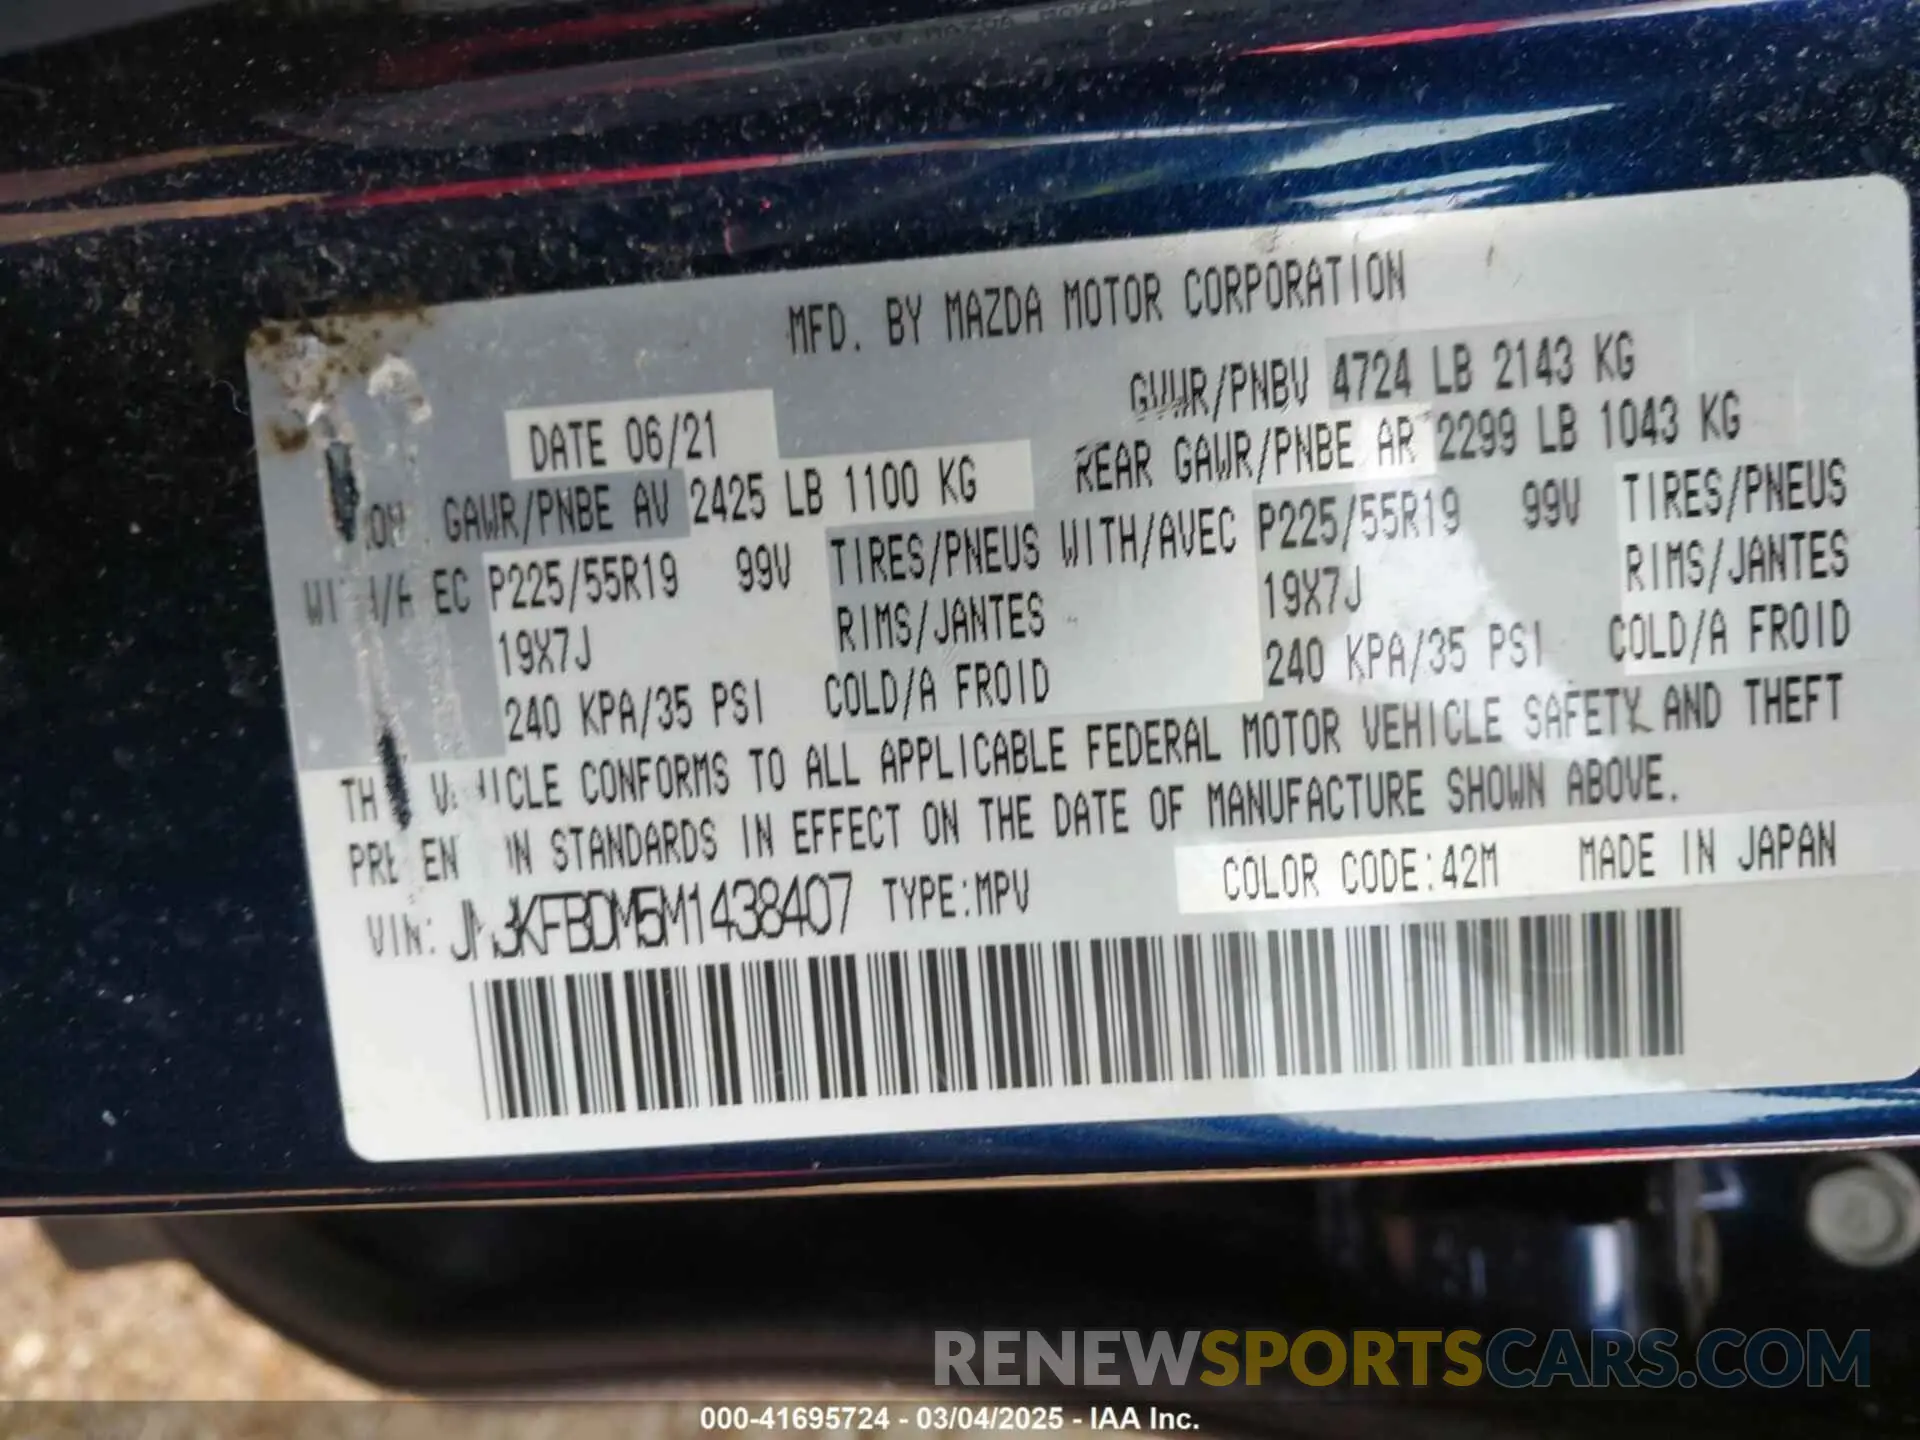 MFD. BY MAZDA MOTOR CORPORATION
DATE 06/21 GVWR/PNBV 4724 LB 2143 KG
GAWR/PNBE AV 2425 LB 1100 KG REAR GAWR/PNBE AR 2299 LB 1043 KG
P225/55R19 99V TIRES/PNEUS WITH/AVEC P225/55R19 99V TIRES/PNEUS
19X7J RIMS/JANTES 19X7J RIMS/JANTES
240 KPA/35 PSI COLD/A FROID 240 KPA/35 PSI COLD/A FROID
CONFORMS TO ALL APPLICABLE FEDERAL MOTOR VEHICLE SAFETY AND THEFT
STANDARDS IN EFFECT ON THE DATE OF MANUFACTURE SHOWN ABOVE.
VIN: JM3KFBDM5M1438407 TYPE:MPV COLOR CODE:42M MADE IN JAPAN
RENEWSPORTSCARS.COM
000-41695724 - 03/04/2025 - IAA Inc.